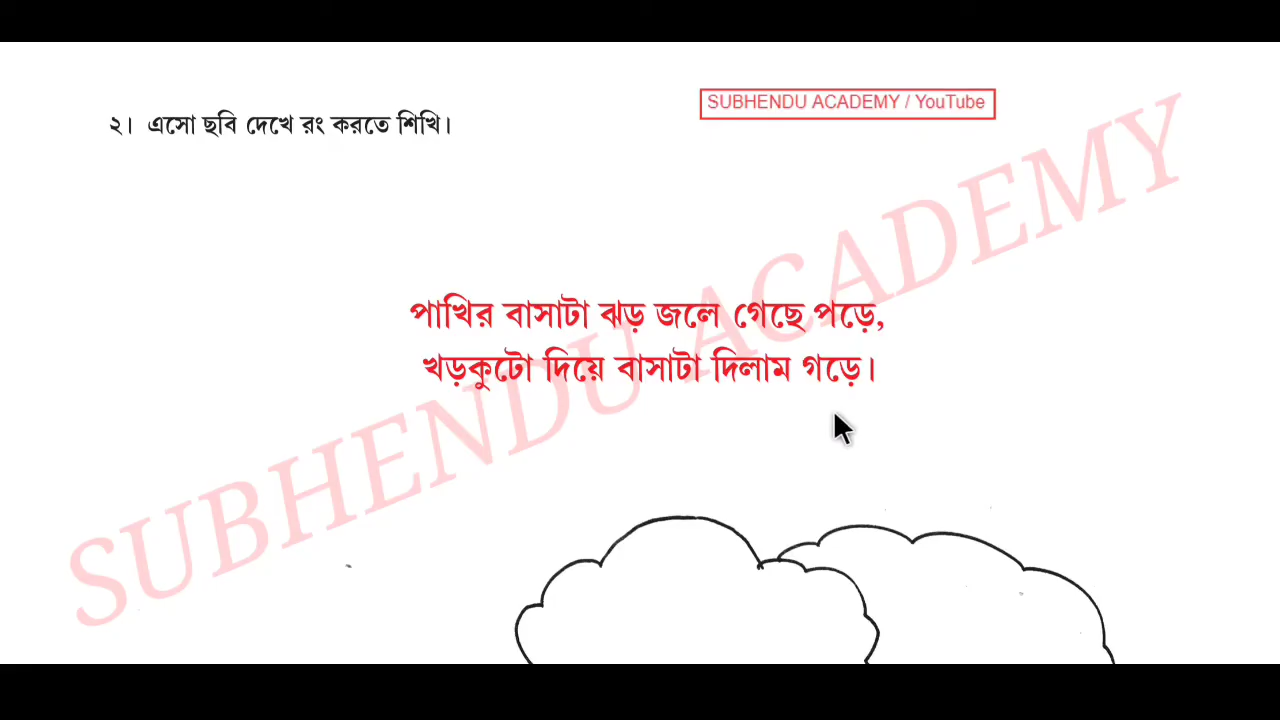 SUBHENDU ACADEMY / YouTube
২। এসো ছবি দেখে রং করতে শিখি।
পাখির বাসাটা ঝড় জলে গেছে পড়ে,
খড়কুটো দিয়ে বাসাটা দিলাম গড়ে।
SUBHENDU ACADEMY